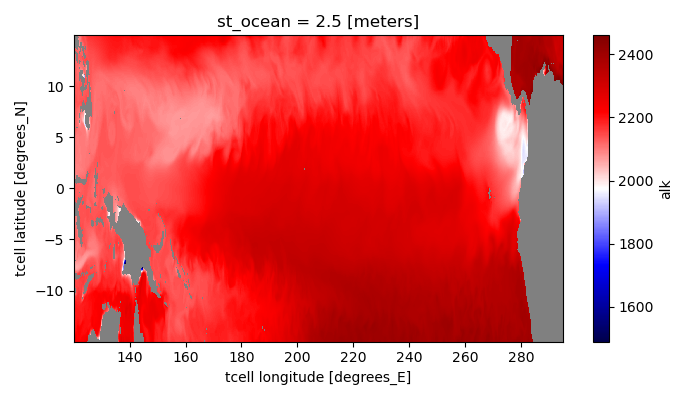 st_ocean = 2.5 [meters]
10
5
0
−5
−10
tcell latitude [degrees_N]
140 160 180 200 220 240 260 280
tcell longitude [degrees_E]
2400
2200
2000
1800
1600
alk